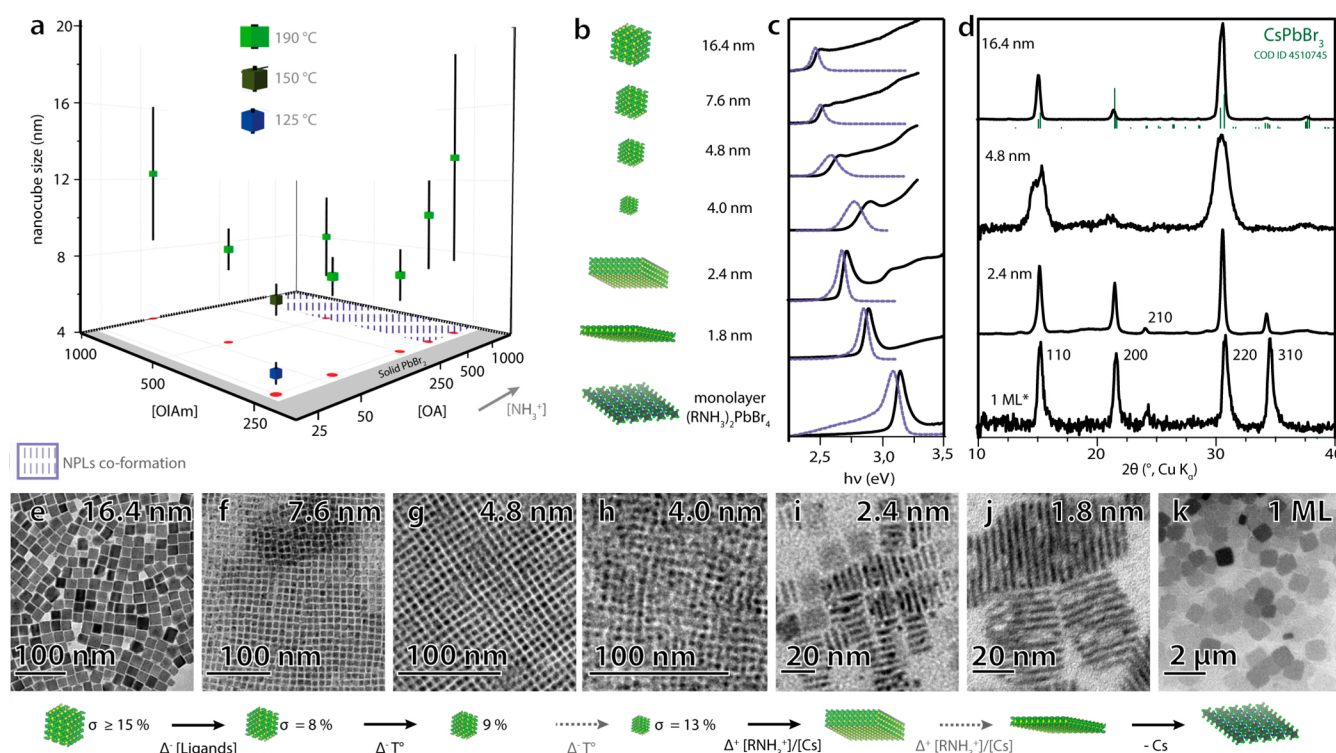 a
20
16
12
8
4
nanocube size (nm)
190 °C
150 °C
125 °C
1000
500
250
[OlAm]
25
50
250
500
1000
[OA]
Solid PbBr2
[NH3+]
NPLs co-formation
b
16.4 nm
7.6 nm
4.8 nm
4.0 nm
2.4 nm
1.8 nm
monolayer
(RNH3)2PbBr4
c
2,5
3,0
3,5
hν (eV)
d
CsPbBr3
COD ID 4510745
16.4 nm
4.8 nm
2.4 nm
210
110
200
220
310
1 ML*
10
20
30
40
2θ (°, Cu Kα)
e 16.4 nm
100 nm
f 7.6 nm
100 nm
g 4.8 nm
100 nm
h 4.0 nm
100 nm
i 2.4 nm
20 nm
j 1.8 nm
20 nm
k 1 ML
2 µm
σ ≥ 15 %
Δ- [Ligands]
σ = 8 %
Δ- T°
9 %
Δ- T°
σ = 13 %
Δ+ [RNH3+]/[Cs]
Δ+ [RNH3+]/[Cs]
- Cs